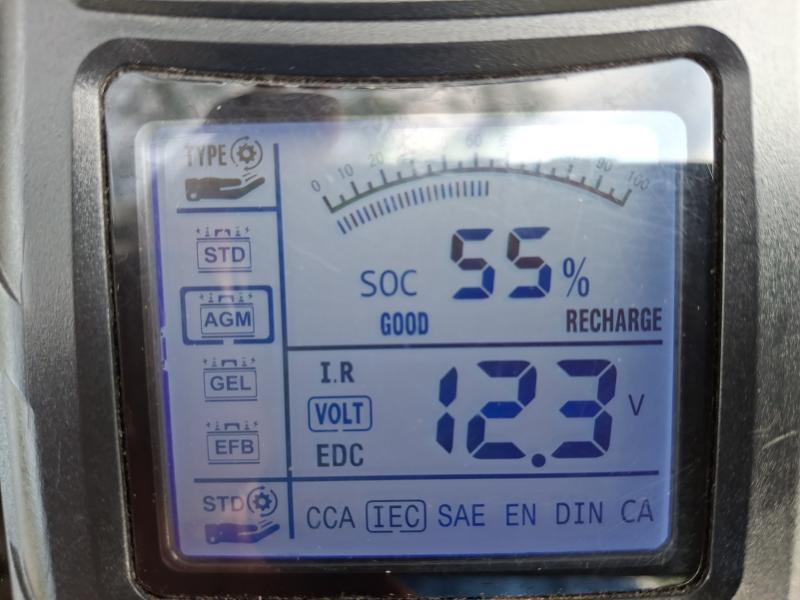 TYPE
0 10 20 60 90 100
STD
SOC 55%
AGM
GOOD RECHARGE
GEL
I.R
VOLT 12.3 V
EFB
EDC
STD
CCA IEC SAE EN DIN CA